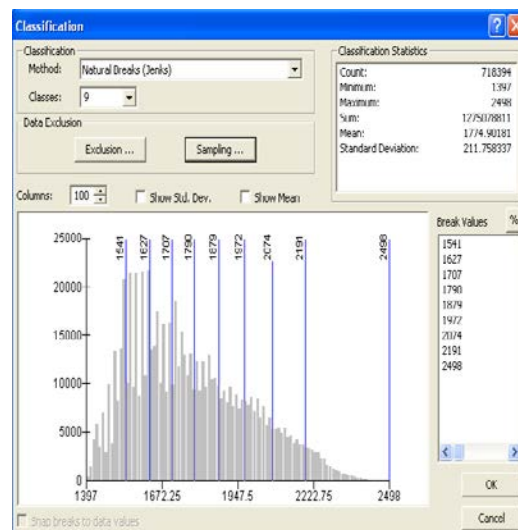 Classification
Classification
Method: Natural Breaks (Jenks)
Classes: 9
Data Exclusion
Exclusion ... Sampling ...
Classification Statistics
Count: 718394
Minimum: 1397
Maximum: 2498
Sum: 1275078811
Mean: 1774.90181
Standard Deviation: 211.758337
Columns: 100 Show Std. Dev. Show Mean
Break Values %
25000
20000
15000
10000
5000
0
1541
1627
1707
1790
1879
1972
2074
2191
2498
1397 1672.25 1947.5 2222.75 2498
1541
1627
1707
1790
1879
1972
2074
2191
2498
OK
Cancel
Snap breaks to data values